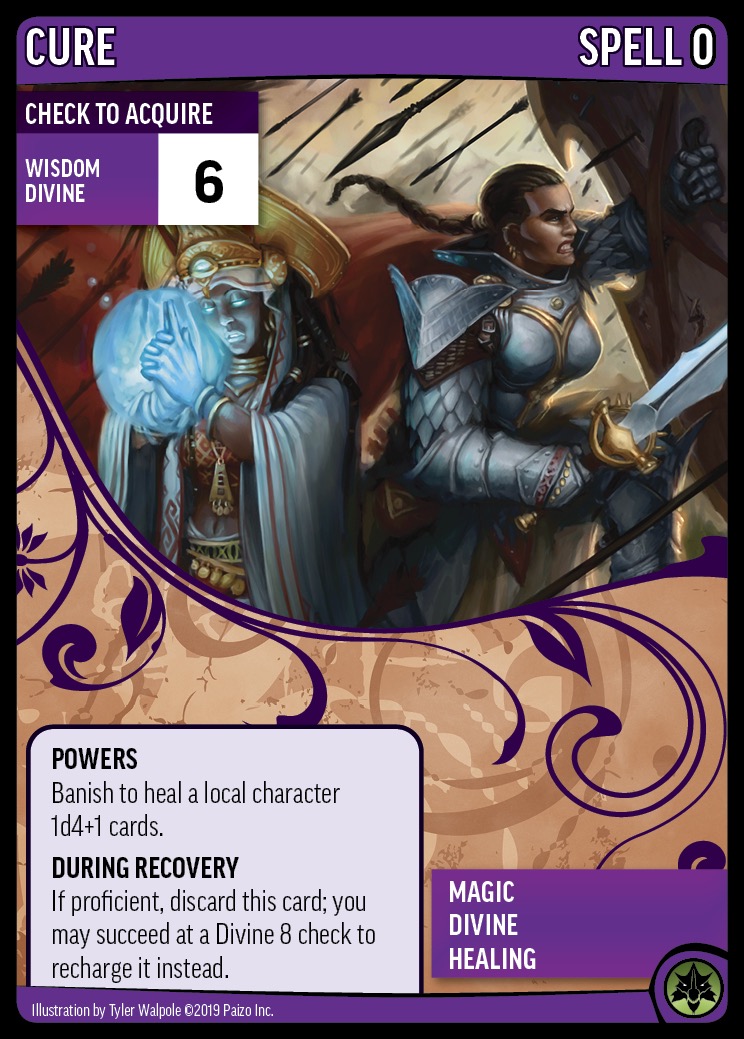 CURE
SPELL 0
CHECK TO ACQUIRE
WISDOM
DIVINE
6
POWERS
Banish to heal a local character
1d4+1 cards.
DURING RECOVERY
If proficient, discard this card; you
may succeed at a Divine 8 check to
recharge it instead.
MAGIC
DIVINE
HEALING
Illustration by Tyler Walpole ©2019 Paizo Inc.